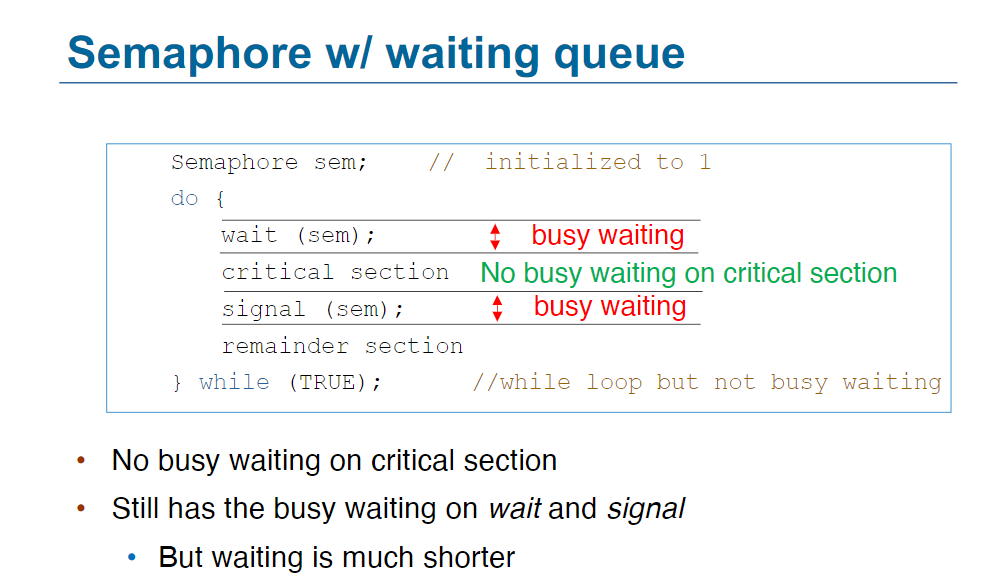 Semaphore w/ waiting queue
Semaphore sem;    //  initialized to 1
do {
wait (sem);    busy waiting
critical section    No busy waiting on critical section
signal (sem);    busy waiting
remainder section
} while (TRUE);    //while loop but not busy waiting
• No busy waiting on critical section
• Still has the busy waiting on wait and signal
• But waiting is much shorter